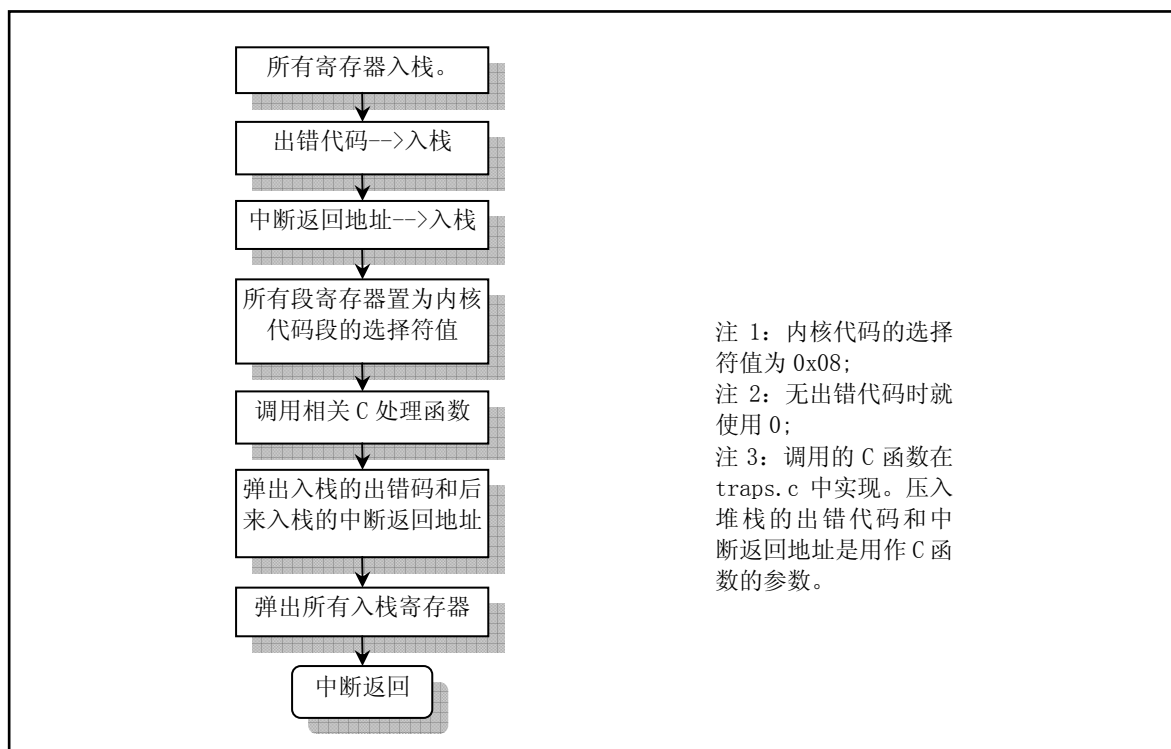 所有寄存器入栈。
出错代码-->入栈
中断返回地址-->入栈
所有段寄存器置为内核
代码段的选择符值
调用相关 C 处理函数
弹出入栈的出错码和后
来入栈的中断返回地址
弹出所有入栈寄存器
中断返回
注 1: 内核代码的选择
符值为 0x08;
注 2: 无出错代码时就
使用 0;
注 3: 调用的 C 函数在
traps.c 中实现。压入
堆栈的出错代码和中
断返回地址是用作 C 函
数的参数。